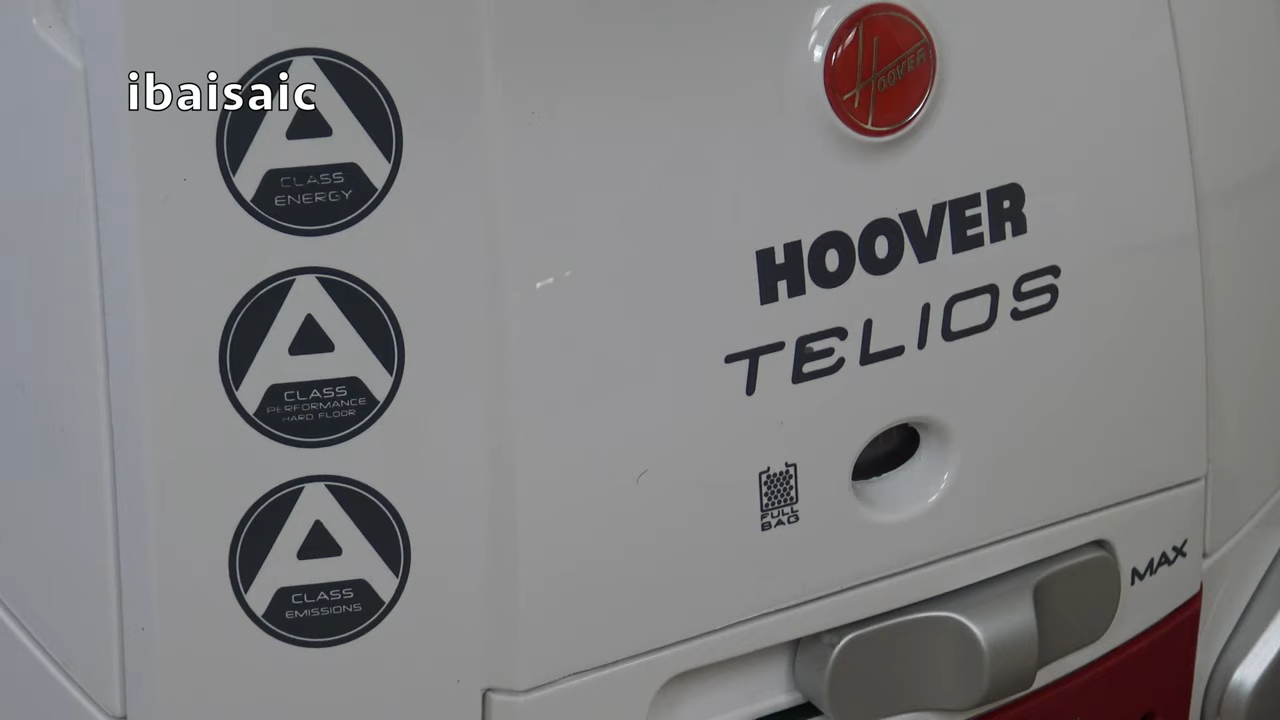 ibaisaic
A
CLASS
ENERGY
A
CLASS
PERFORMANCE
HARD FLOOR
A
CLASS
EMISSIONS
HOOVER
HOOVER
TELIOS
FULL
BAG
MAX